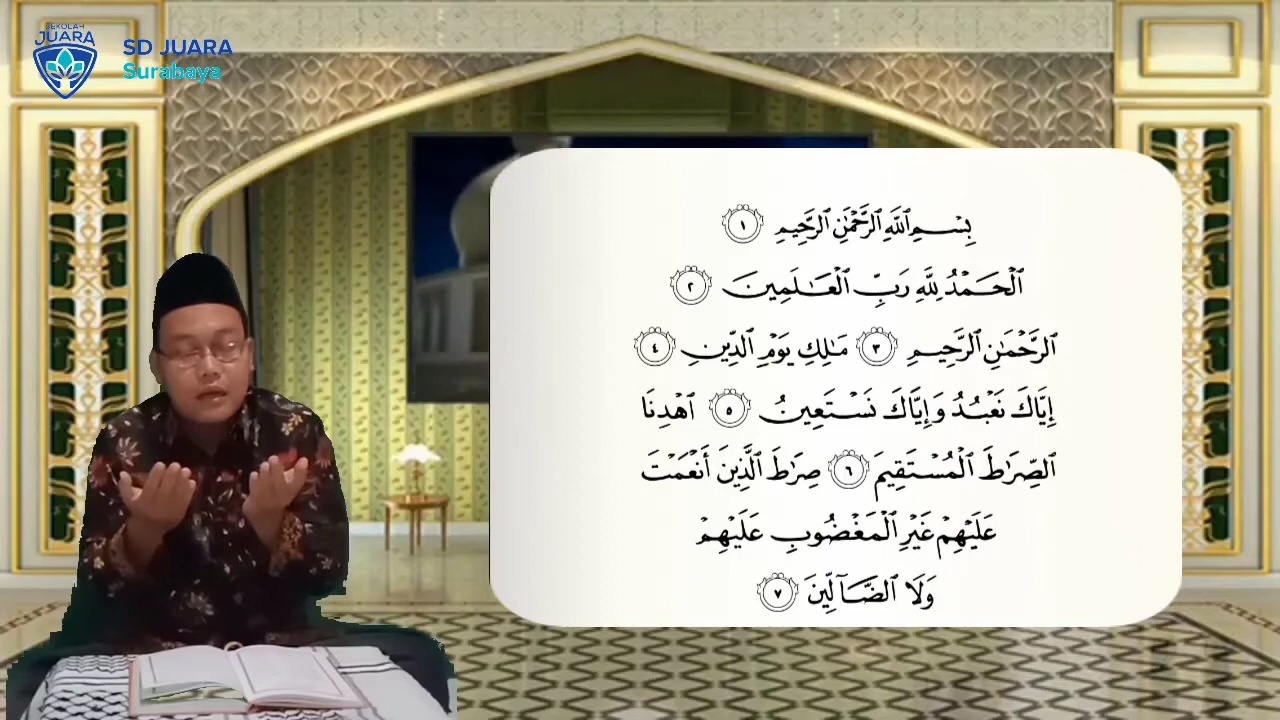 SEKOLAH
JUARA
SD JUARA
Surabaya
بِسْمِ ٱللَّهِ ٱلرَّحْمَٰنِ ٱلرَّحِيمِ ١
ٱلْحَمْدُ لِلَّهِ رَبِّ ٱلْعَٰلَمِينَ ٢
ٱلرَّحْمَٰنِ ٱلرَّحِيمِ ٣ مَٰلِكِ يَوْمِ ٱلدِّينِ ٤
إِيَّاكَ نَعْبُدُ وَإِيَّاكَ نَسْتَعِينُ ٥ ٱهْدِنَا
ٱلصِّرَٰطَ ٱلْمُسْتَقِيمَ ٦ صِرَٰطَ ٱلَّذِينَ أَنْعَمْتَ
عَلَيْهِمْ غَيْرِ ٱلْمَغْضُوبِ عَلَيْهِمْ
وَلَا ٱلضَّآلِّينَ ٧